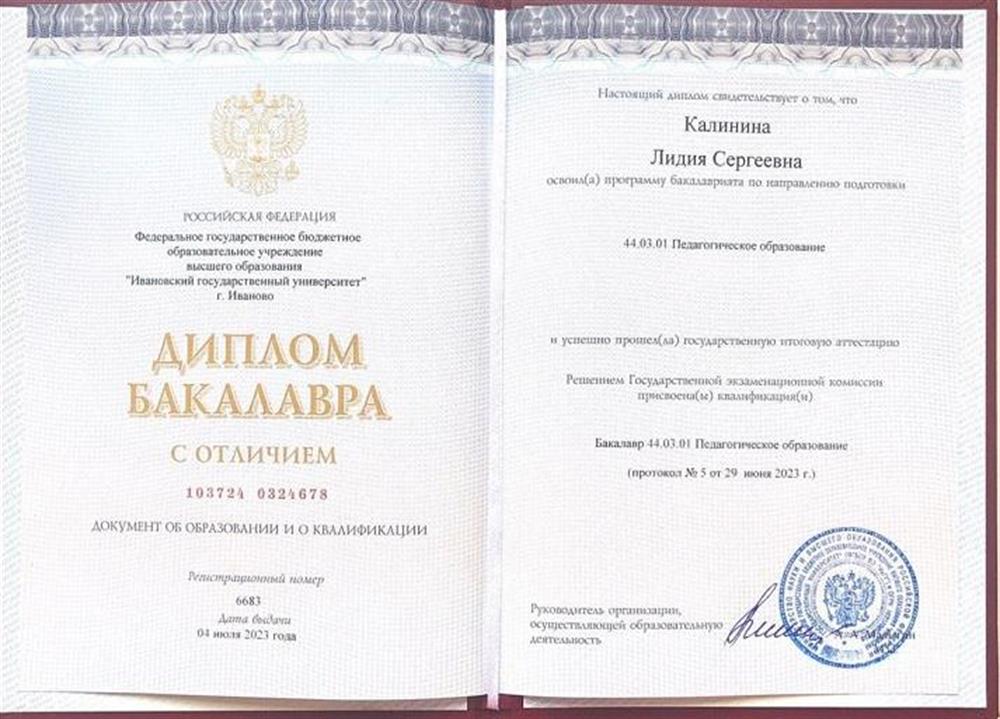 РОССИЙСКАЯ ФЕДЕРАЦИЯ
Федеральное государственное бюджетное
образовательное учреждение
высшего образования
"Ивановский государственный университет"
г. Иваново
ДИПЛОМ
БАКАЛАВРА
С ОТЛИЧИЕМ
103724 0324678
ДОКУМЕНТ ОБ ОБРАЗОВАНИИ И О КВАЛИФИКАЦИИ
Регистрационный номер
6683
Дата выдачи
04 июля 2023 года
Настоящий диплом свидетельствует о том, что
Калинина
Лидия Сергеевна
освоил(а) программу бакалавриата по направлению подготовки
44.03.01 Педагогическое образование
и успешно прошел(ла) государственную итоговую аттестацию
Решением Государственной экзаменационной комиссии
присвоена(ы) квалификация(и)
Бакалавр 44.03.01 Педагогическое образование
(протокол № 5 от 29 июня 2023 г.)
Руководитель организации,
осуществляющей образовательную
деятельность